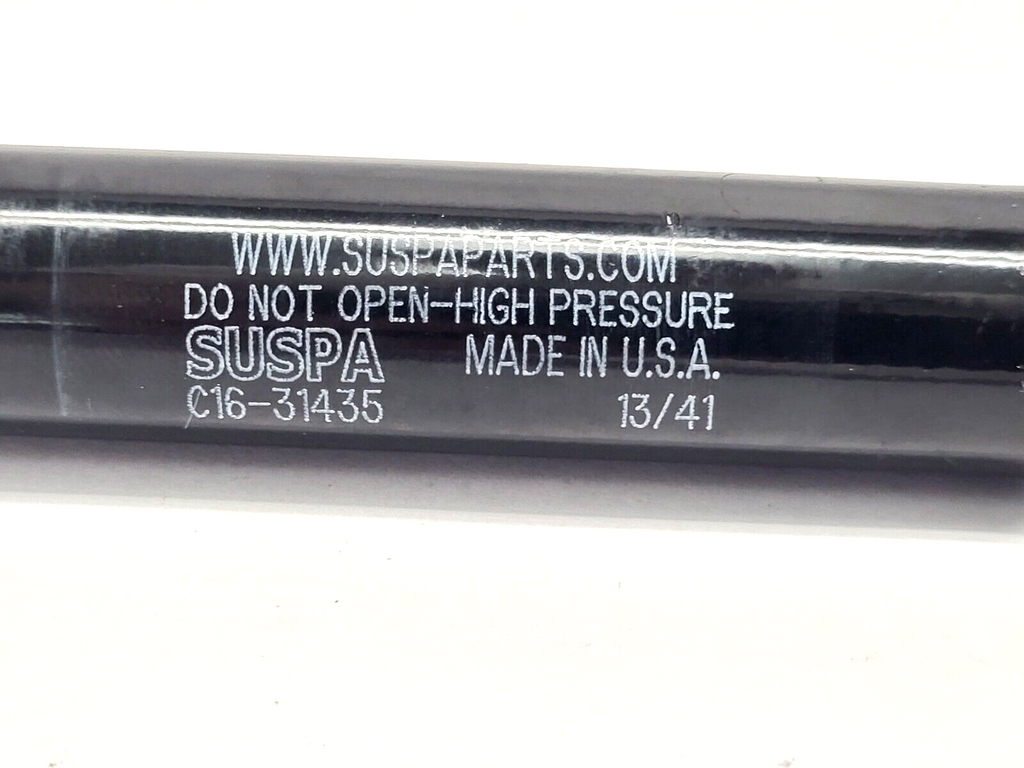 WWW.SUSPAPARTS.COM
DO NOT OPEN-HIGH PRESSURE
SUSPA MADE IN U.S.A.
C16-31435 13/41